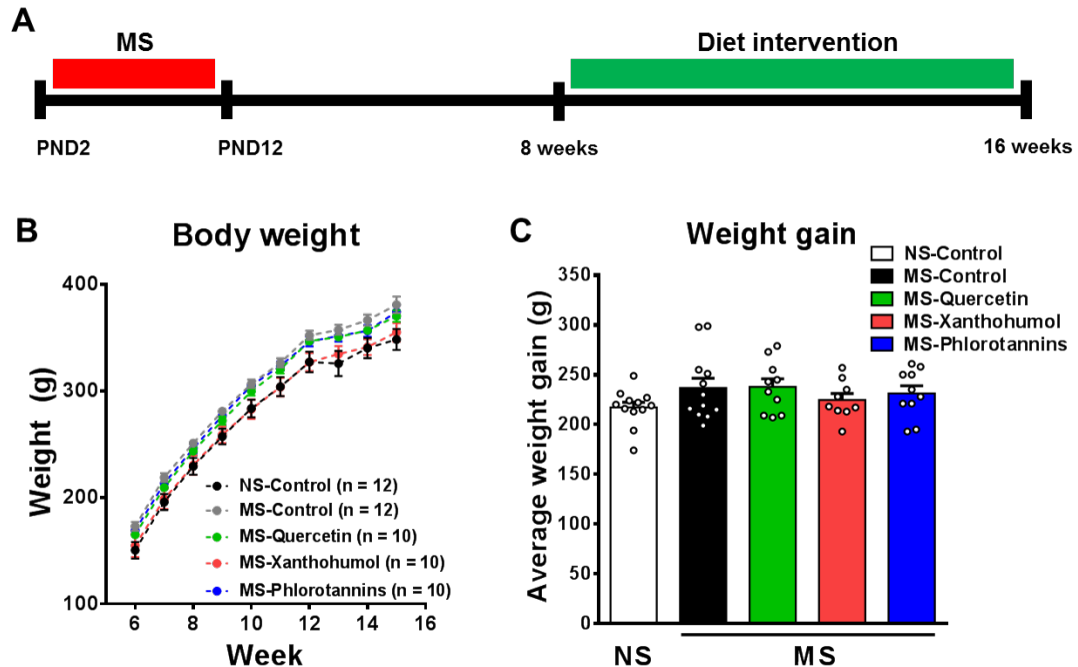 A
MS
Diet intervention
PND2
PND12
8 weeks
16 weeks
B
Body weight
Weight (g)
400
300
200
100
6
8
10
12
14
16
Week
NS-Control (n = 12)
MS-Control (n = 12)
MS-Quercetin (n = 10)
MS-Xanthohumol (n = 10)
MS-Phlorotannins (n = 10)
C
Weight gain
NS-Control
MS-Control
MS-Quercetin
MS-Xanthohumol
MS-Phlorotannins
Average weight gain (g)
350
300
250
200
150
100
50
0
NS
MS